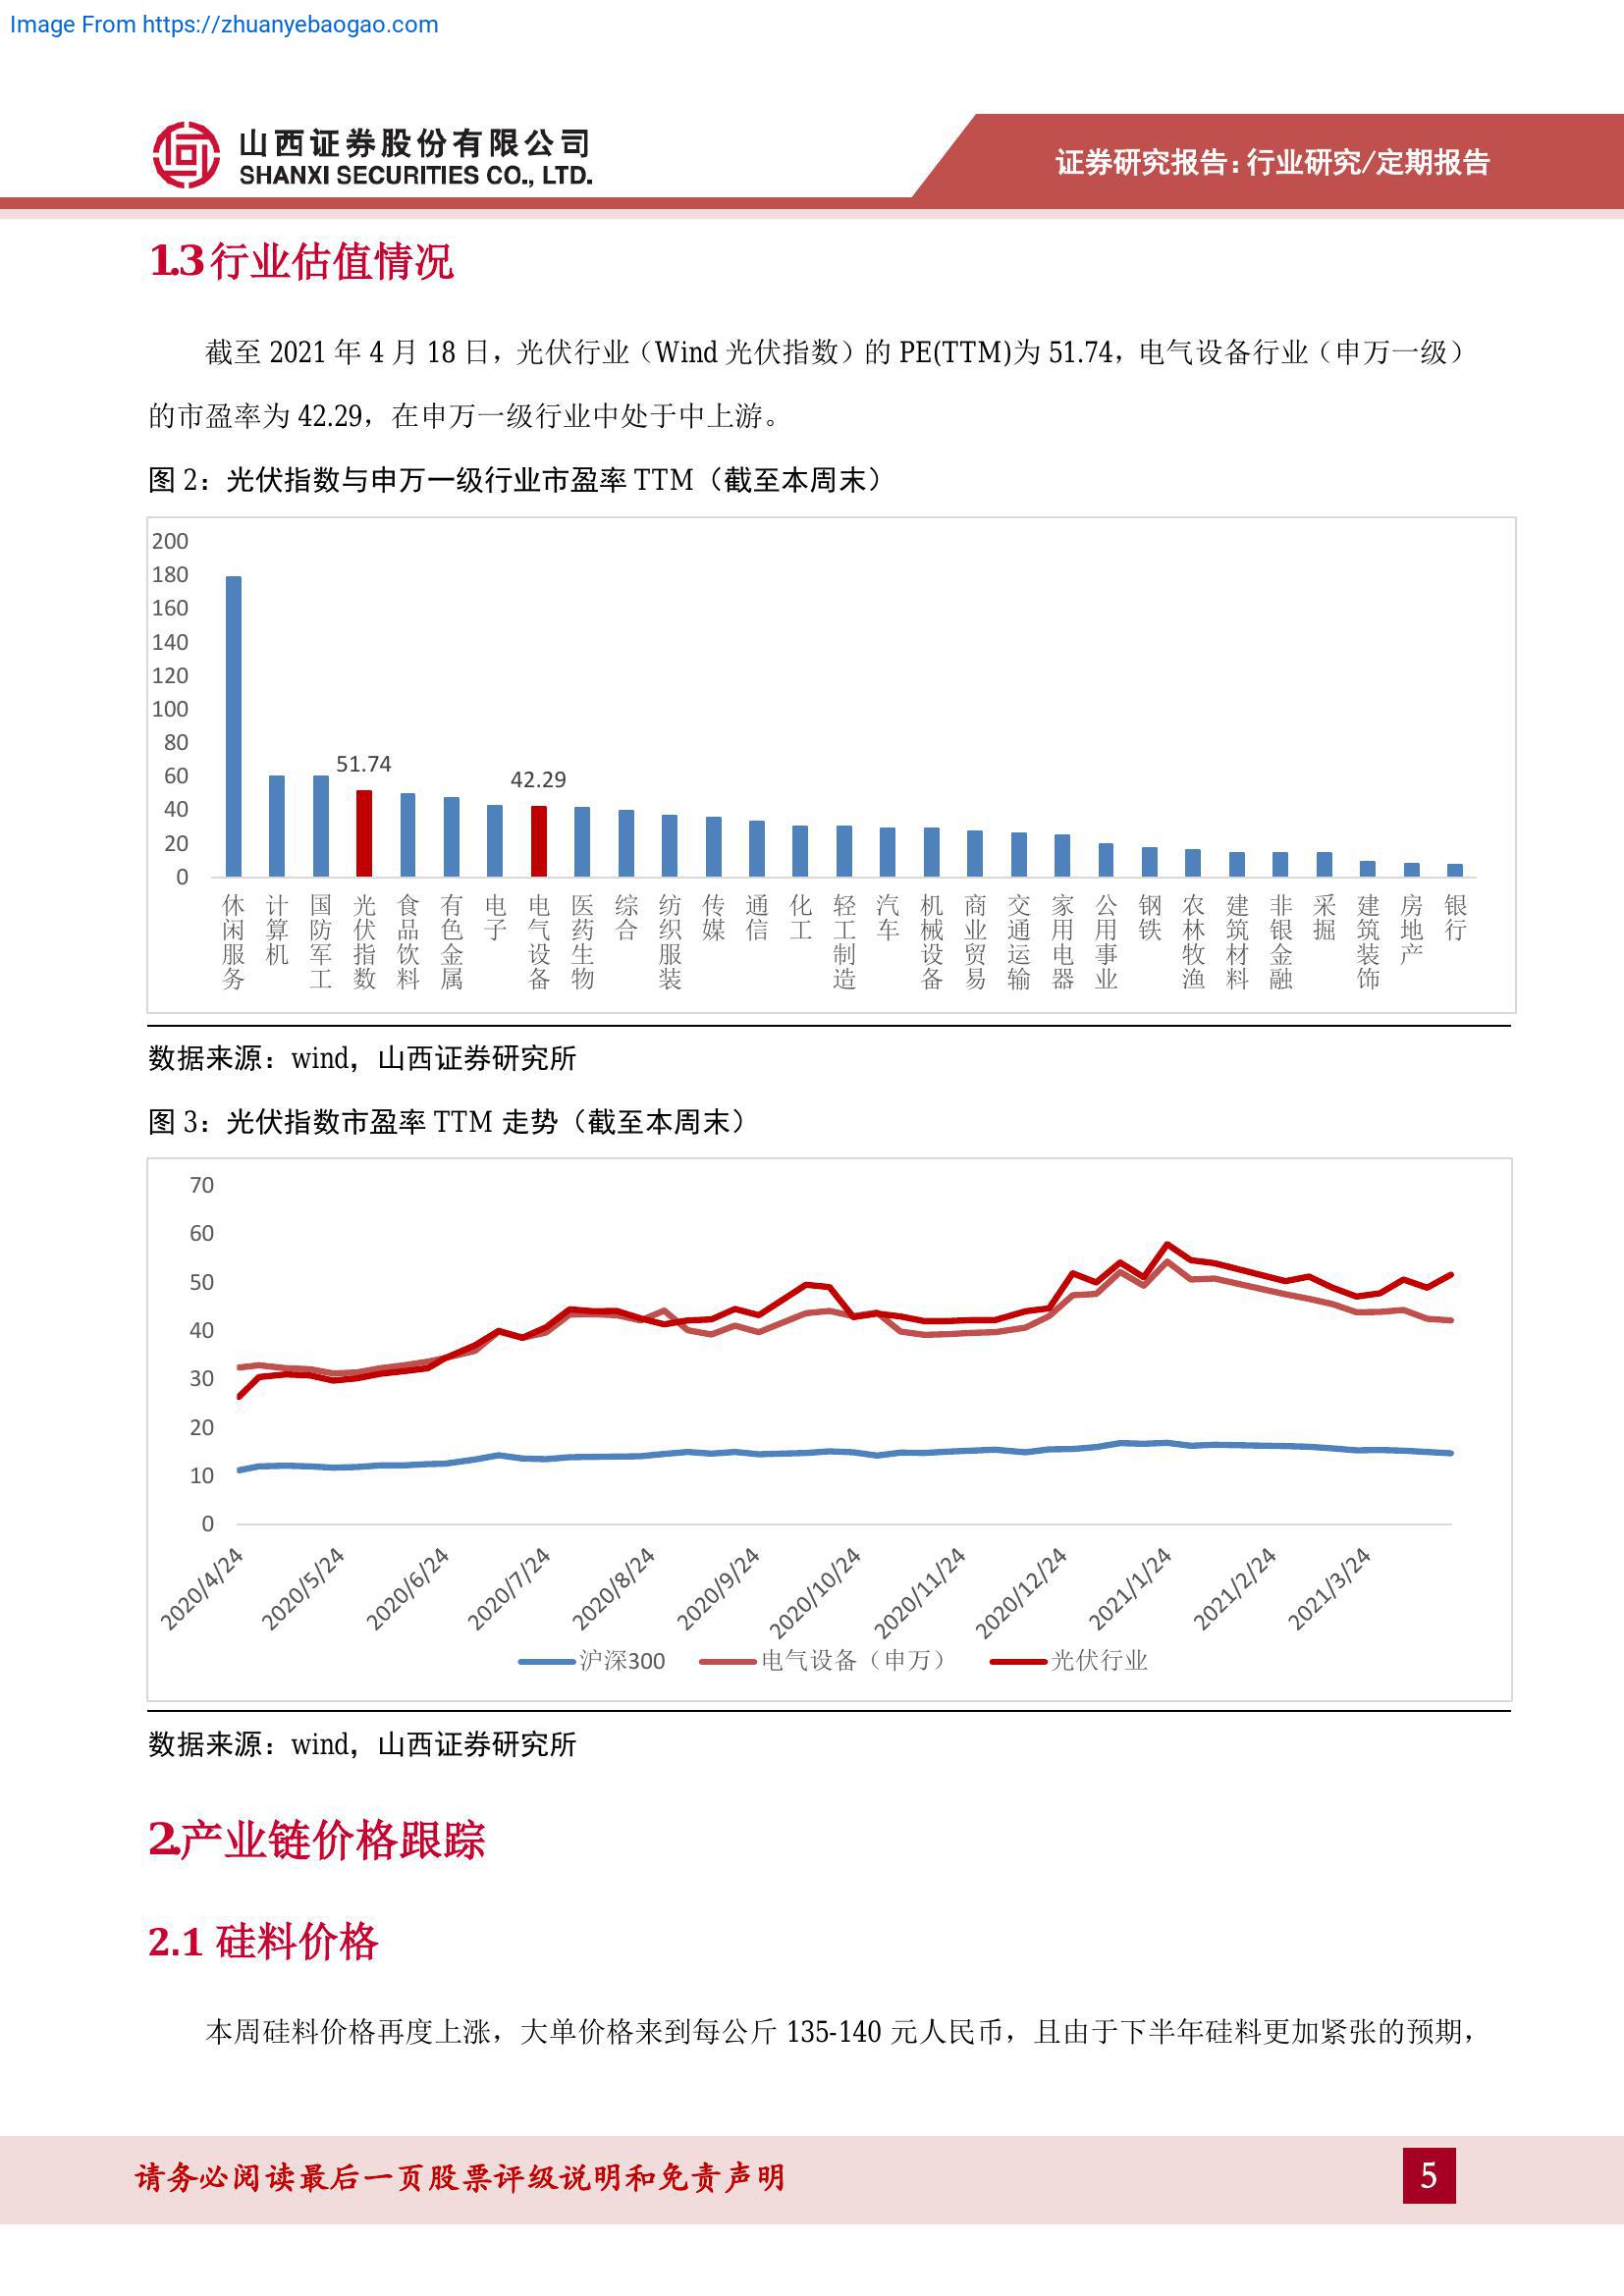 Image From https://zhuanyebaogao.com
山西证券股份有限公司
SHANXI SECURITIES CO., LTD.
证券研究报告:行业研究/定期报告
1.3 行业估值情况
截至 2021 年 4 月 18 日，光伏行业（Wind 光伏指数）的 PE(TTM)为 51.74，电气设备行业（申万一级）
的市盈率为 42.29，在申万一级行业中处于中上游。
图 2：光伏指数与申万一级行业市盈率 TTM（截至本周末）
200
180
160
140
120
100
80
60
40
20
0
51.74
42.29
休闲服务
计算机
国防军工
光伏指数
食品饮料
有色金属
电子
电气设备
医药生物
综合
纺织服装
传媒
通信
化工
轻工制造
汽车
机械设备
商业贸易
交通运输
家用电器
公用事业
钢铁
农林牧渔
建筑材料
非银金融
采掘
建筑装饰
房地产
银行
数据来源：wind，山西证券研究所
图 3：光伏指数市盈率 TTM 走势（截至本周末）
70
60
50
40
30
20
10
0
2020/4/24
2020/5/24
2020/6/24
2020/7/24
2020/8/24
2020/9/24
2020/10/24
2020/11/24
2020/12/24
2021/1/24
2021/2/24
2021/3/24
沪深300
电气设备（申万）
光伏行业
数据来源：wind，山西证券研究所
2.产业链价格跟踪
2.1 硅料价格
本周硅料价格再度上涨，大单价格来到每公斤 135-140 元人民币，且由于下半年硅料更加紧张的预期，
请务必阅读最后一页股票评级说明和免责声明
5